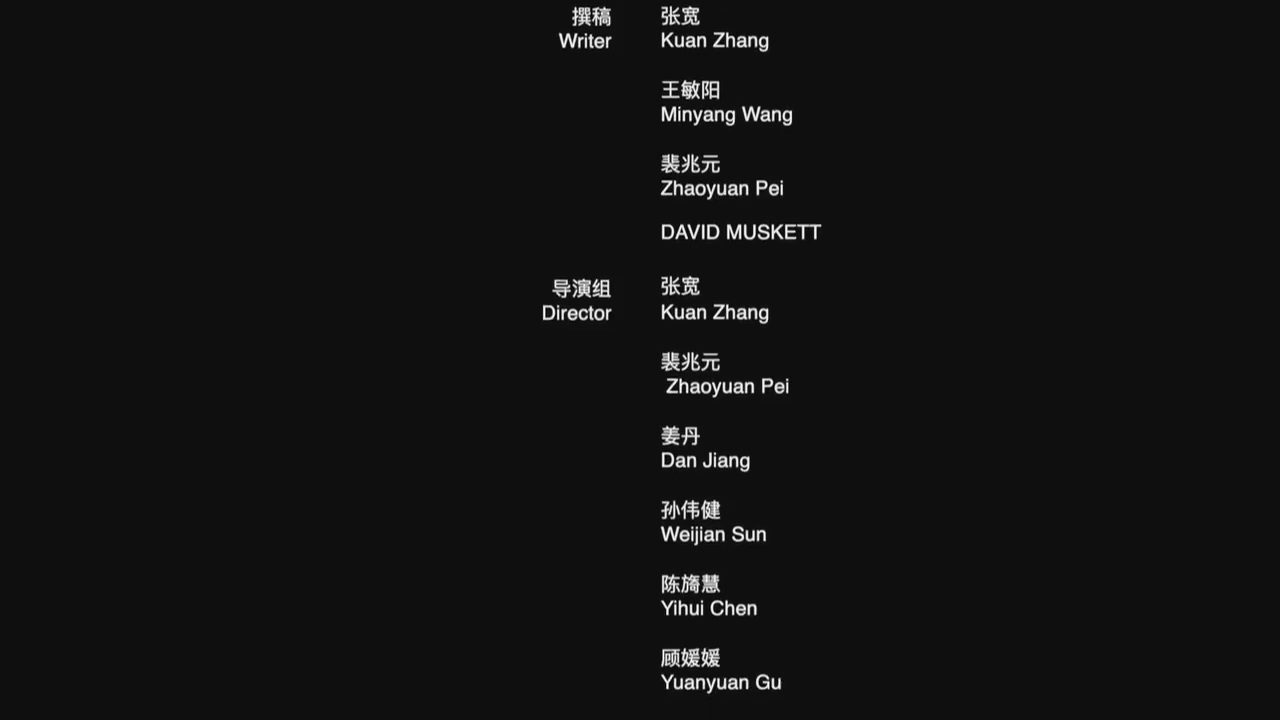 撰稿 张宽
Writer Kuan Zhang
王敏阳
Minyang Wang
裴兆元
Zhaoyuan Pei
DAVID MUSKETT
导演组 张宽
Director Kuan Zhang
裴兆元
Zhaoyuan Pei
姜丹
Dan Jiang
孙伟健
Weijian Sun
陈旖慧
Yihui Chen
顾媛媛
Yuanyuan Gu